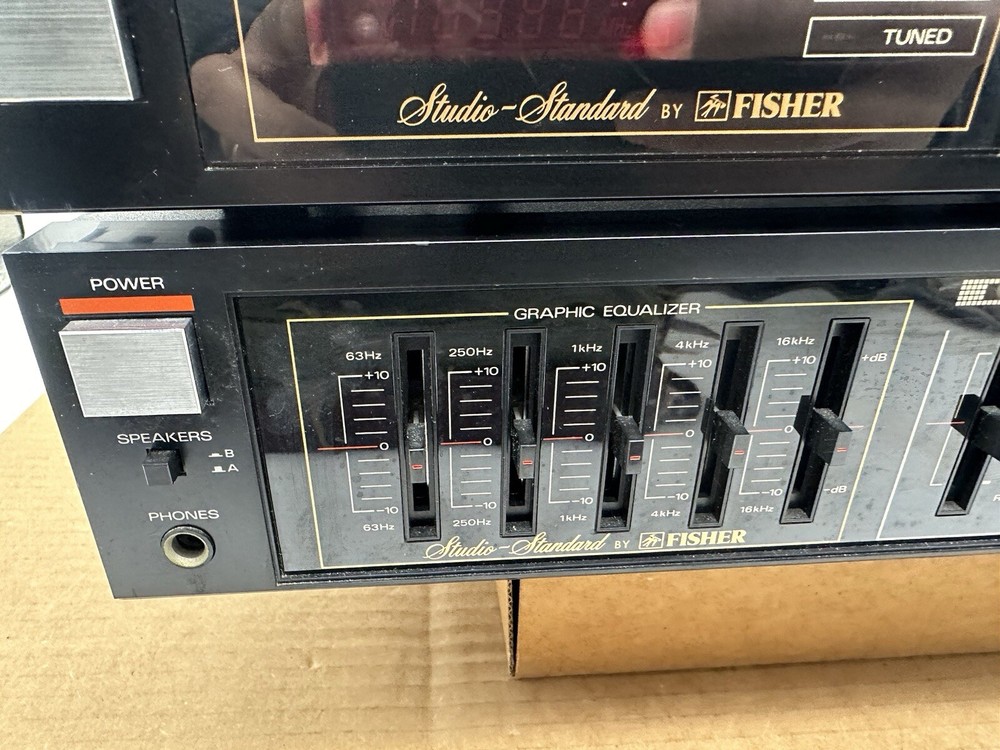 TUNED
Studio-Standard BY FISHER
POWER
GRAPHIC EQUALIZER
63Hz 250Hz 1kHz 4kHz 16kHz
+10 +10 +10 +10 +10 +dB
SPEAKERS
B
A
0 0 0 0 0
-10 -10 -10 -10 -10 -dB
PHONES
63Hz 250Hz 1kHz 4kHz 16kHz
Studio-Standard BY FISHER